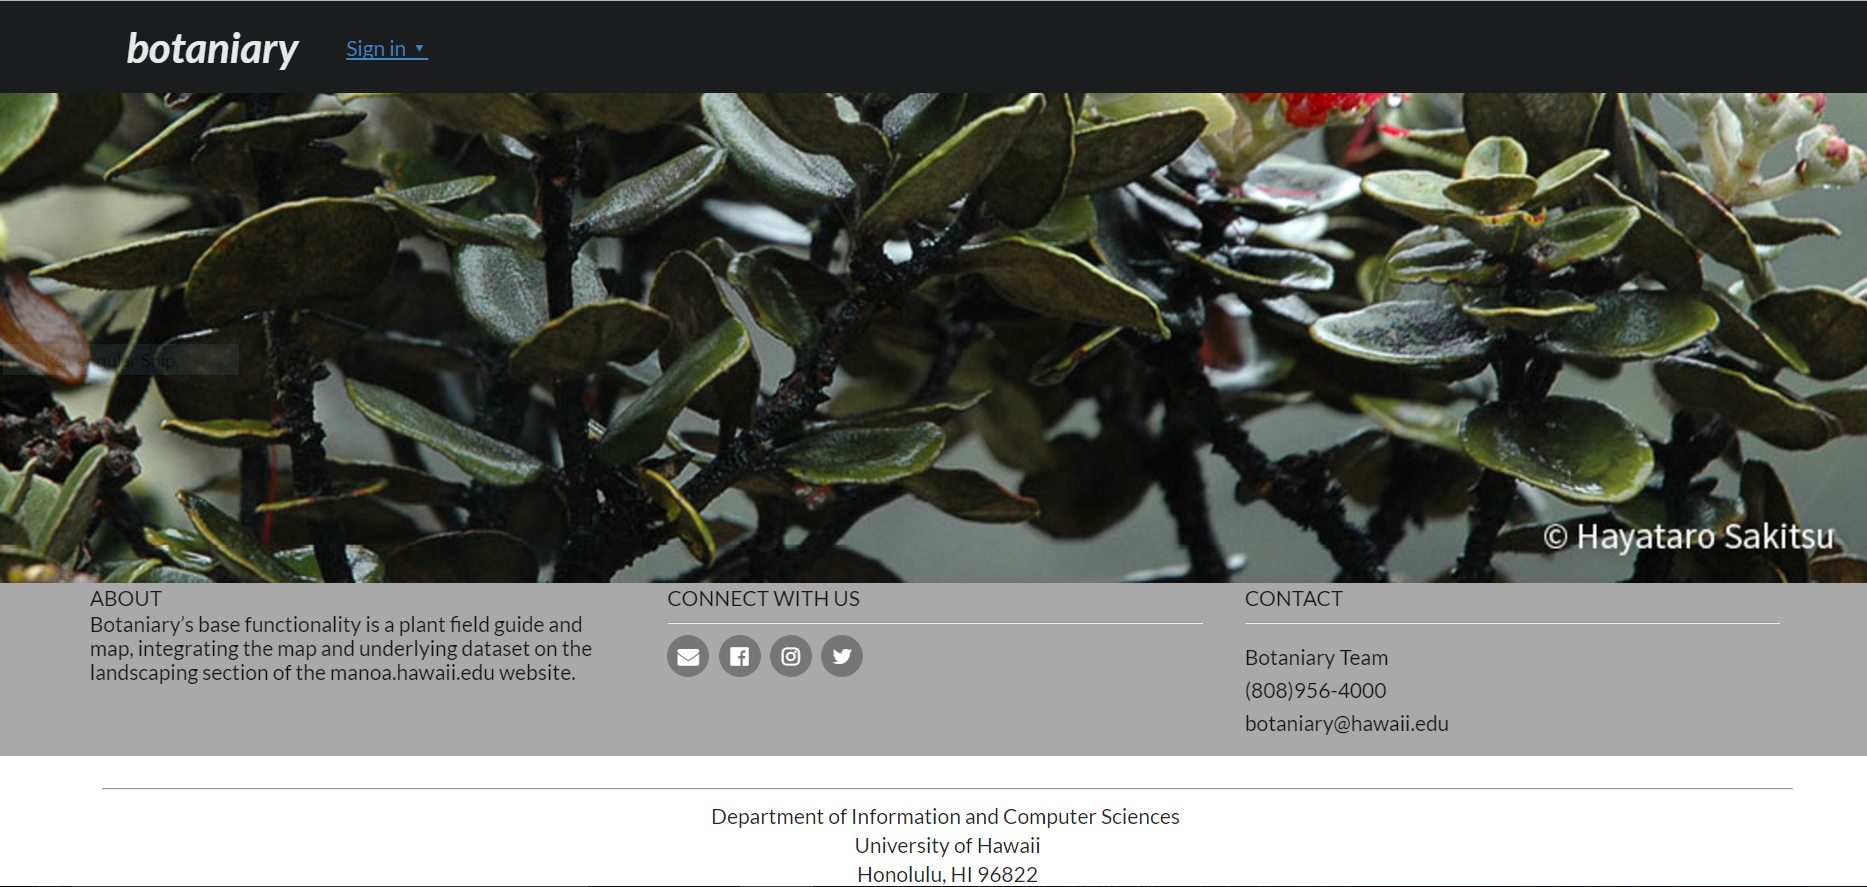 botaniary
Sign in ▼
Rectangular Snip
© Hayataro Sakitsu
ABOUT
Botaniary's base functionality is a plant field guide and
map, integrating the map and underlying dataset on the
landscaping section of the manoa.hawaii.edu website.
CONNECT WITH US
CONTACT
Botaniary Team
(808)956-4000
botaniary@hawaii.edu
Department of Information and Computer Sciences
University of Hawaii
Honolulu, HI 96822